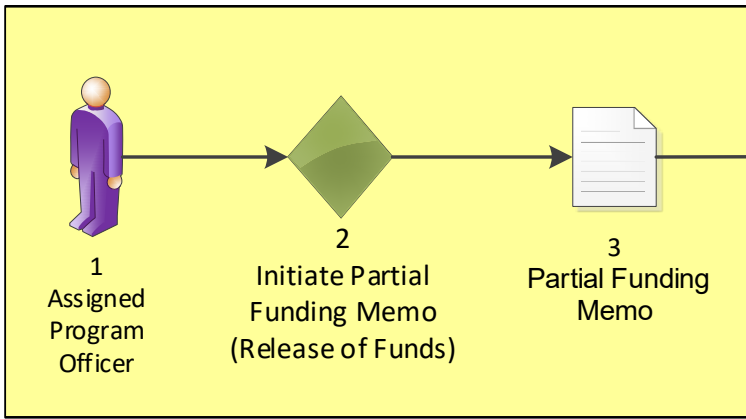 1
Assigned
Program
Officer
2
Initiate Partial
Funding Memo
(Release of Funds)
3
Partial Funding
Memo